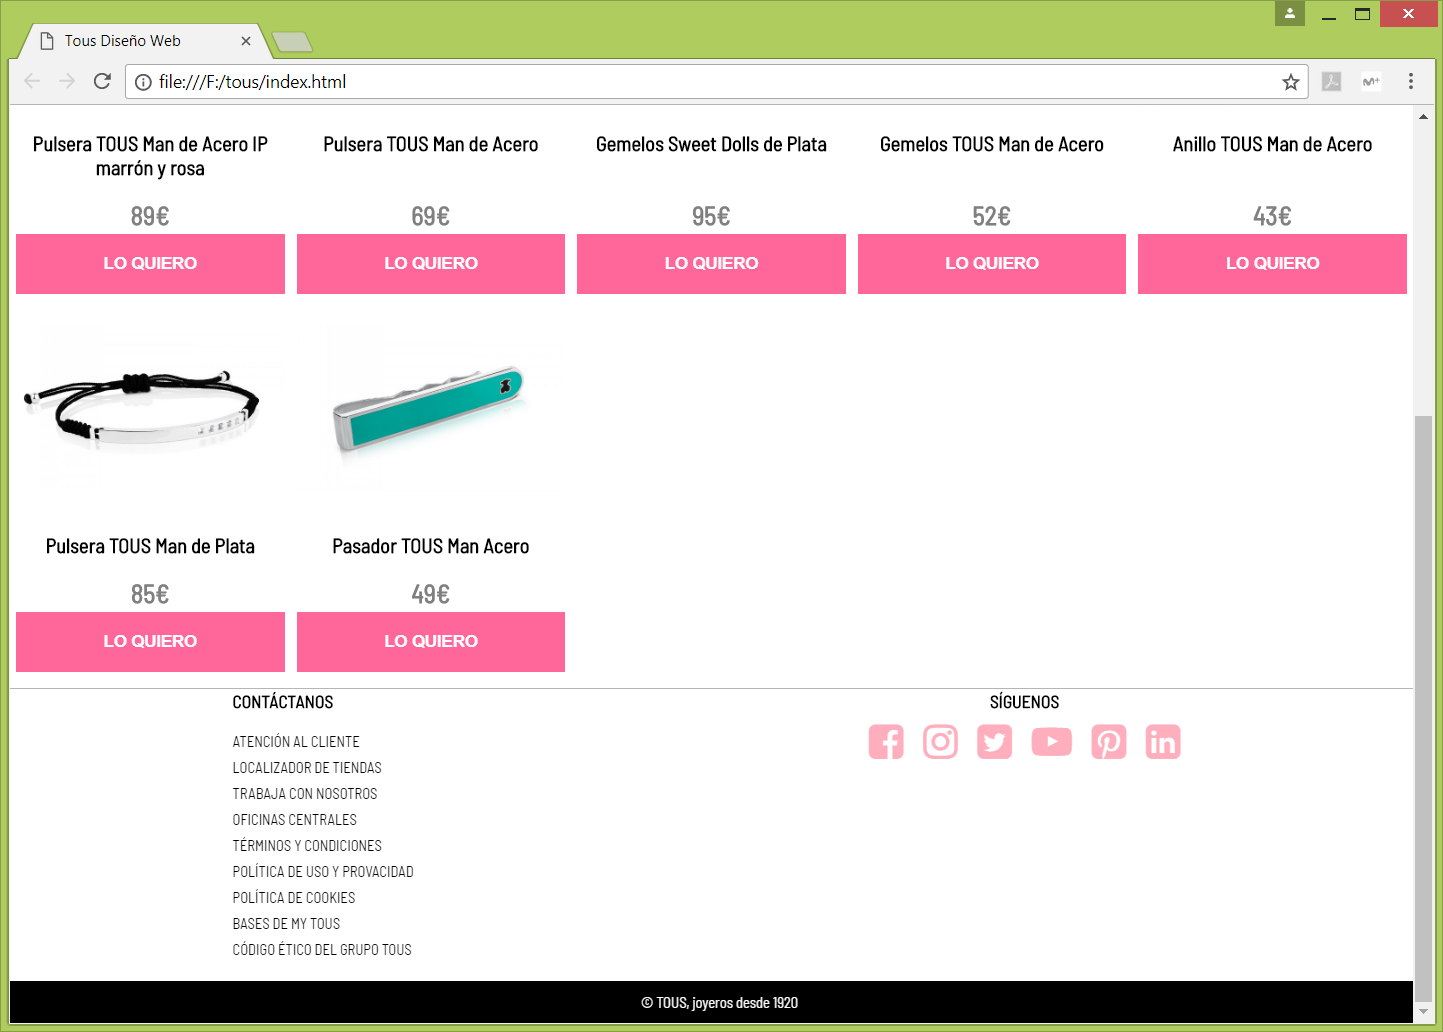 Tous Diseño Web
file:///F:/tous/index.html
Pulsera TOUS Man de Acero IP
marrón y rosa
89€
LO QUIERO
Pulsera TOUS Man de Acero
69€
LO QUIERO
Gemelos Sweet Dolls de Plata
95€
LO QUIERO
Gemelos TOUS Man de Acero
52€
LO QUIERO
Anillo TOUS Man de Acero
43€
LO QUIERO
Pulsera TOUS Man de Plata
85€
LO QUIERO
Pasador TOUS Man Acero
49€
LO QUIERO
CONTÁCTANOS
ATENCIÓN AL CLIENTE
LOCALIZADOR DE TIENDAS
TRABAJA CON NOSOTROS
OFICINAS CENTRALES
TÉRMINOS Y CONDICIONES
POLÍTICA DE USO Y PROVACIDAD
POLÍTICA DE COOKIES
BASES DE MY TOUS
CÓDIGO ÉTICO DEL GRUPO TOUS
SÍGUENOS
© TOUS, joyeros desde 1920